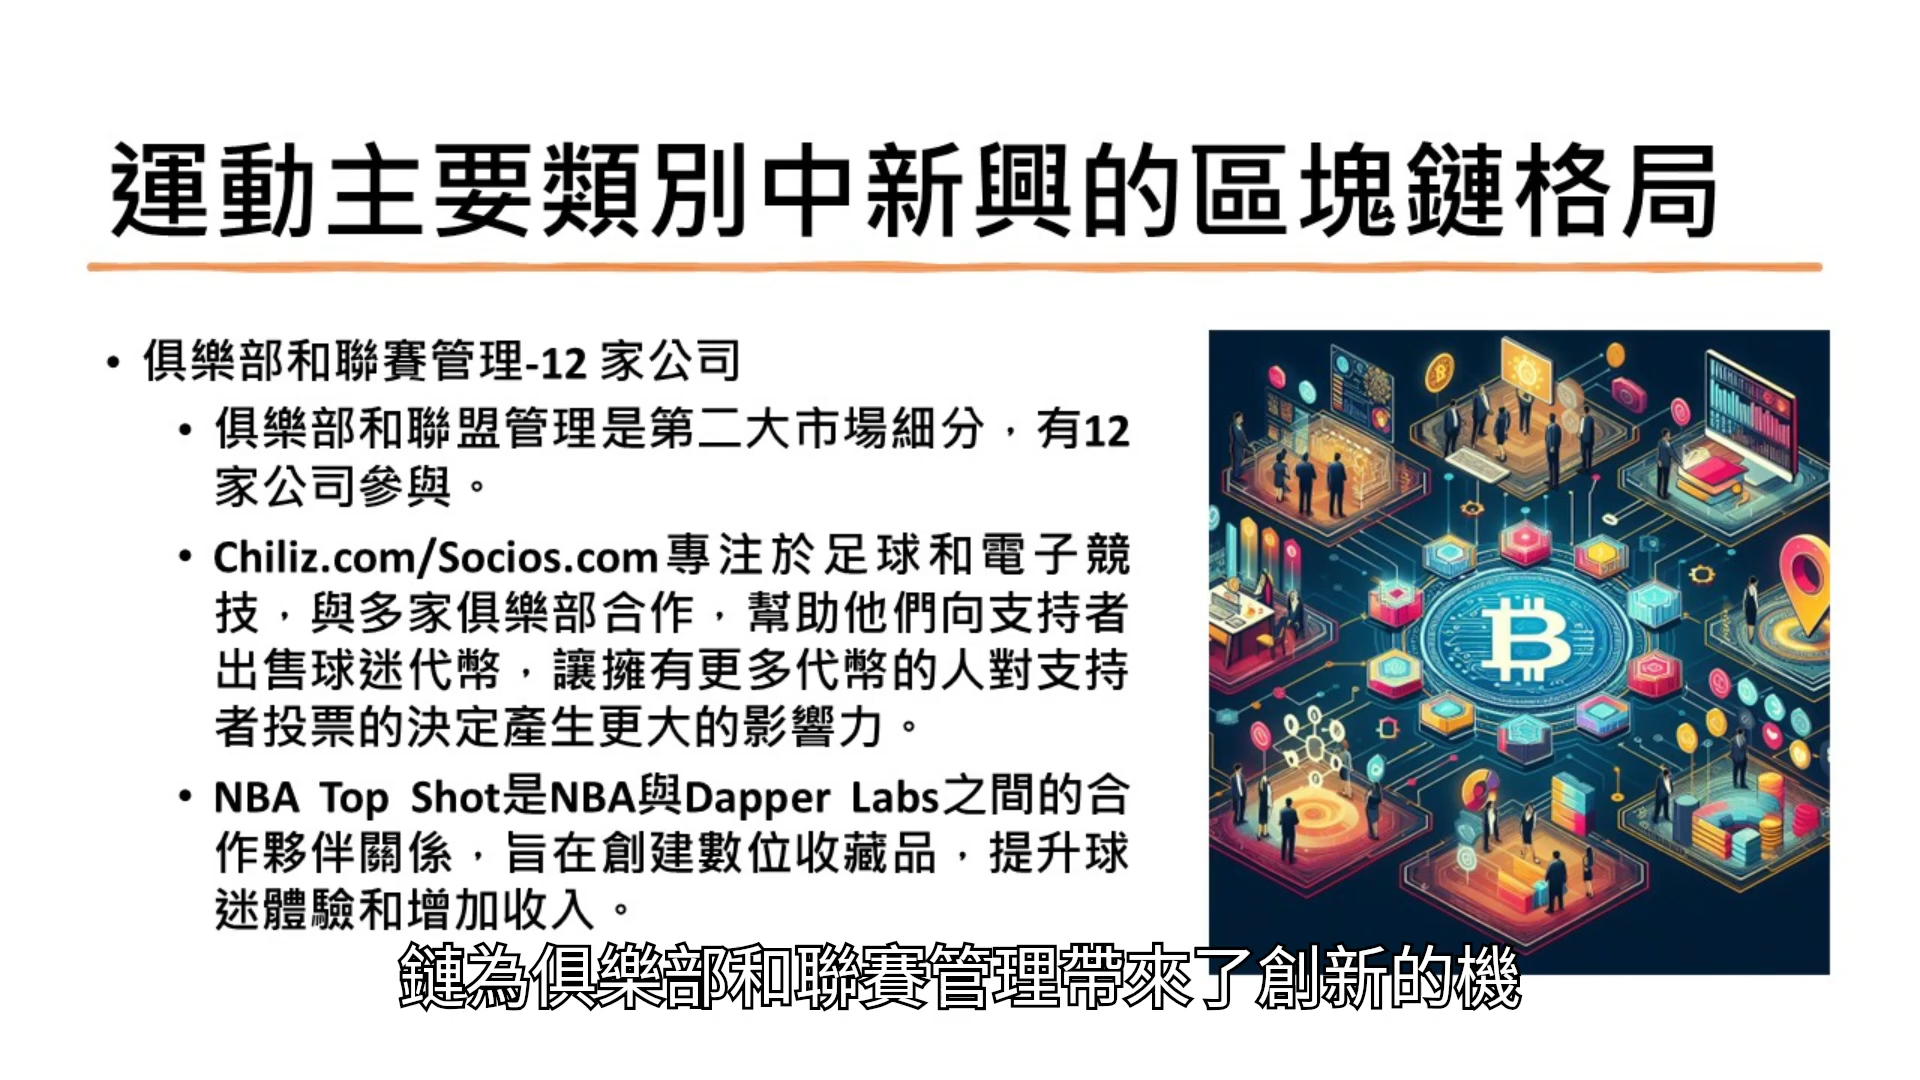 運動主要類別中新興的區塊鏈格局
• 俱樂部和聯賽管理-12 家公司
• 俱樂部和聯盟管理是第二大市場細分，有12
家公司參與。
• Chiliz.com/Socios.com專注於足球和電子競
技，與多家俱樂部合作，幫助他們向支持者
出售球迷代幣，讓擁有更多代幣的人對支持
者投票的決定產生更大的影響力。
• NBA Top Shot是NBA與Dapper Labs之間的合
作夥伴關係，旨在創建數位收藏品，提升球
迷體驗和增加收入。
鏈為俱樂部和聯賽管理帶來了創新的機